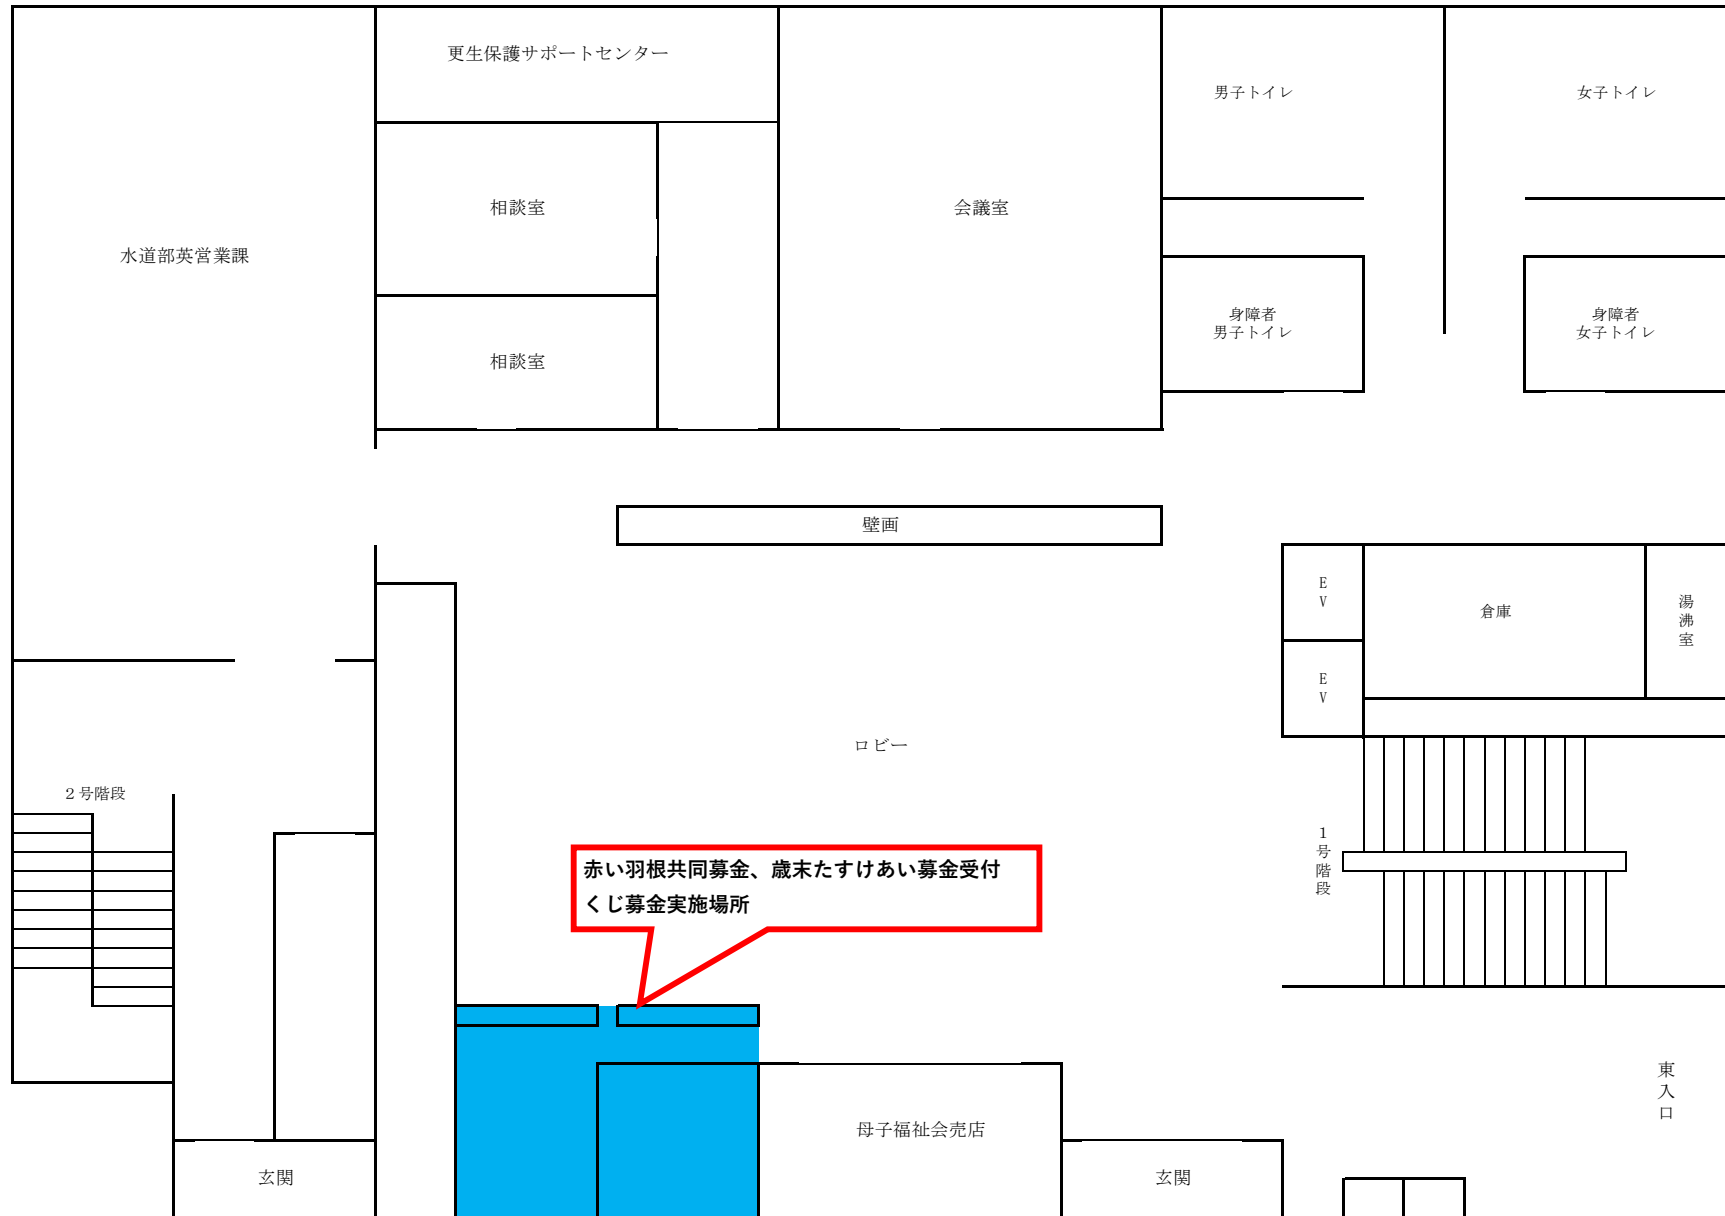 更生保護サポートセンター
男子トイレ
女子トイレ
相談室
会議室
水道部英営業課
身障者
男子トイレ
身障者
女子トイレ
相談室
壁画
EV
倉庫
湯沸室
EV
ロビー
２号階段
1号階段
赤い羽根共同募金、歳末たすけあい募金受付
くじ募金実施場所
東入口
母子福祉会売店
玄関
玄関